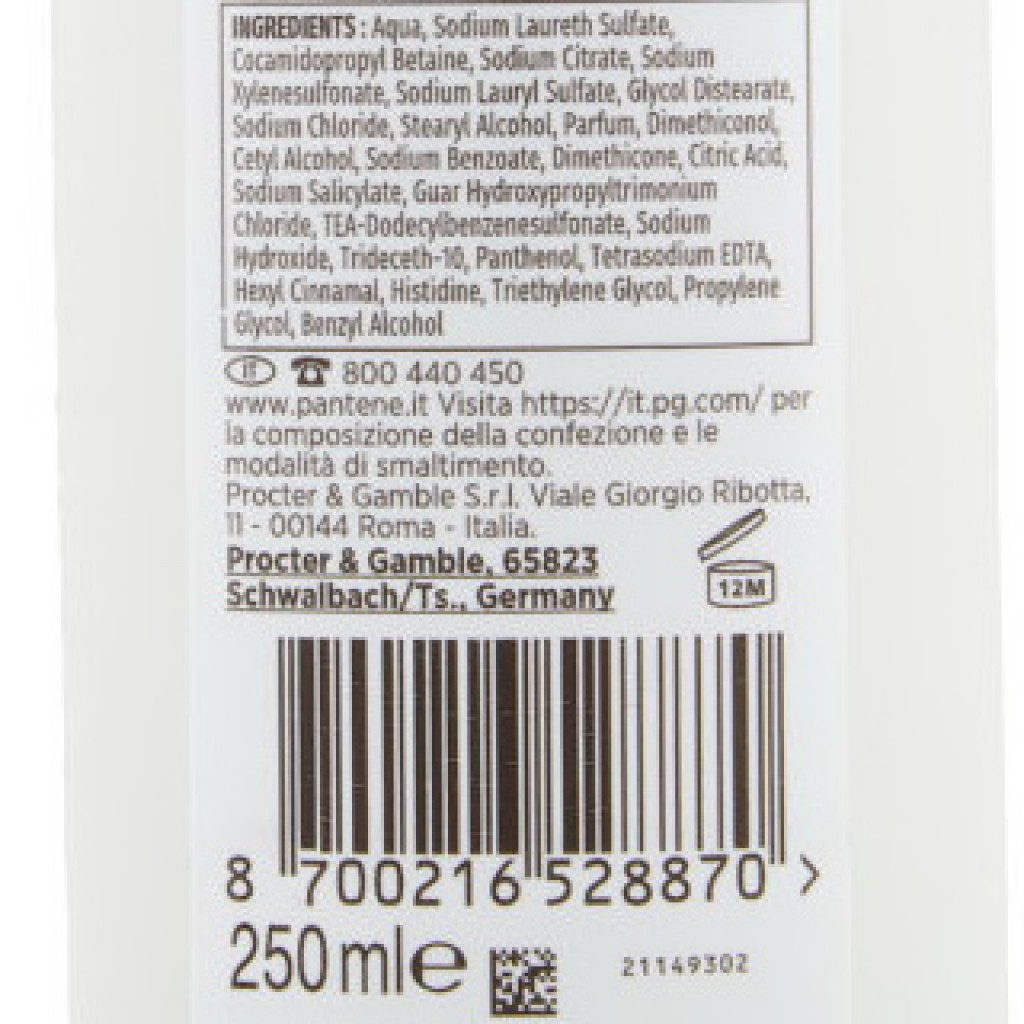 INGREDIENTS : Aqua, Sodium Laureth Sulfate,
Cocamidopropyl Betaine, Sodium Citrate, Sodium
Xylenesulfonate, Sodium Lauryl Sulfate, Glycol Distearate,
Sodium Chloride, Stearyl Alcohol, Parfum, Dimethiconol,
Cetyl Alcohol, Sodium Benzoate, Dimethicone, Citric Acid,
Sodium Salicylate, Guar Hydroxypropyltrimonium
Chloride, TEA-Dodecylbenzenesulfonate, Sodium
Hydroxide, Trideceth-10, Panthenol, Tetrasodium EDTA,
Hexyl Cinnamal, Histidine, Triethylene Glycol, Propylene
Glycol, Benzyl Alcohol
IT 800 440 450
www.pantene.it Visita https://it.pg.com/ per
la composizione della confezione e le
modalità di smaltimento.
Procter & Gamble S.r.l. Viale Giorgio Ribotta,
11 - 00144 Roma - Italia.
Procter & Gamble, 65823
Schwalbach/Ts., Germany
12M
8 700216 528870 >
250 ml e
21149302